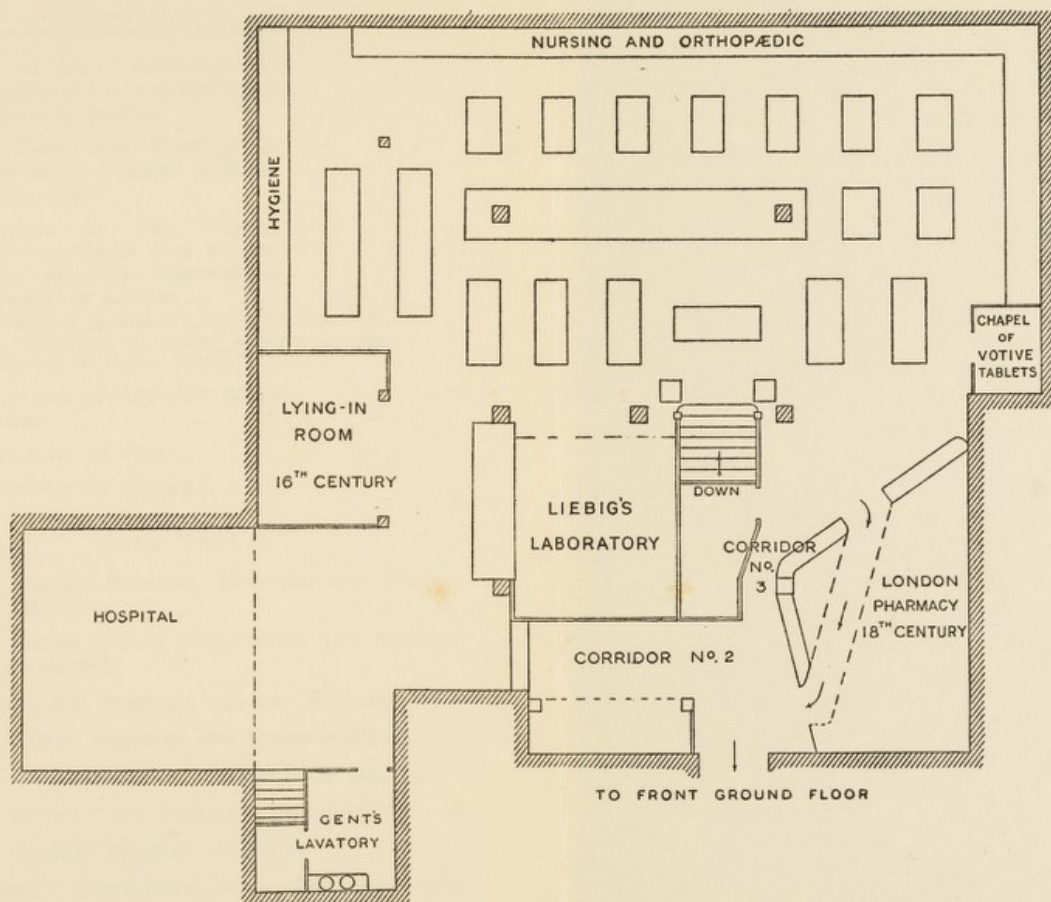 NURSING AND ORTHOPÆDIC
HYGIENE
CHAPEL
OF
VOTIVE
TABLETS
LYING-IN
ROOM
16TH CENTURY
DOWN
LIEBIG'S
LABORATORY
CORRIDOR
No.
3
LONDON
PHARMACY
18TH CENTURY
HOSPITAL
CORRIDOR No. 2
TO FRONT GROUND FLOOR
GENT'S
LAVATORY